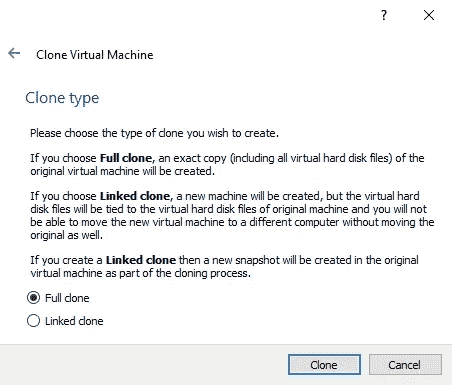 ?
Clone Virtual Machine
Clone type
Please choose the type of clone you wish to create.
If you choose Full clone, an exact copy (including all virtual hard disk files) of the
original virtual machine will be created.
If you choose Linked clone, a new machine will be created, but the virtual hard
disk files will be tied to the virtual hard disk files of original machine and you will not
be able to move the new virtual machine to a different computer without moving the
original as well.
If you create a Linked clone then a new snapshot will be created in the original
virtual machine as part of the cloning process.
Full clone
Linked clone
Clone Cancel